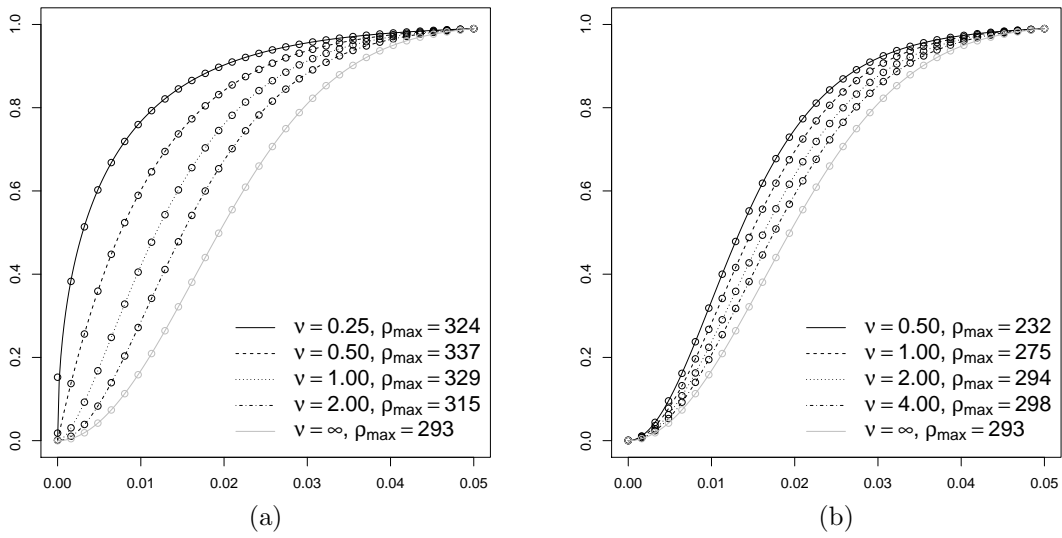 1.0
0.8
0.6
0.4
0.2
0.0
0.00 0.01 0.02 0.03 0.04 0.05
ν = 0.25, ρmax = 324
ν = 0.50, ρmax = 337
ν = 1.00, ρmax = 329
ν = 2.00, ρmax = 315
ν = ∞, ρmax = 293
(a)
1.0
0.8
0.6
0.4
0.2
0.0
0.00 0.01 0.02 0.03 0.04 0.05
ν = 0.50, ρmax = 232
ν = 1.00, ρmax = 275
ν = 2.00, ρmax = 294
ν = 4.00, ρmax = 298
ν = ∞, ρmax = 293
(b)